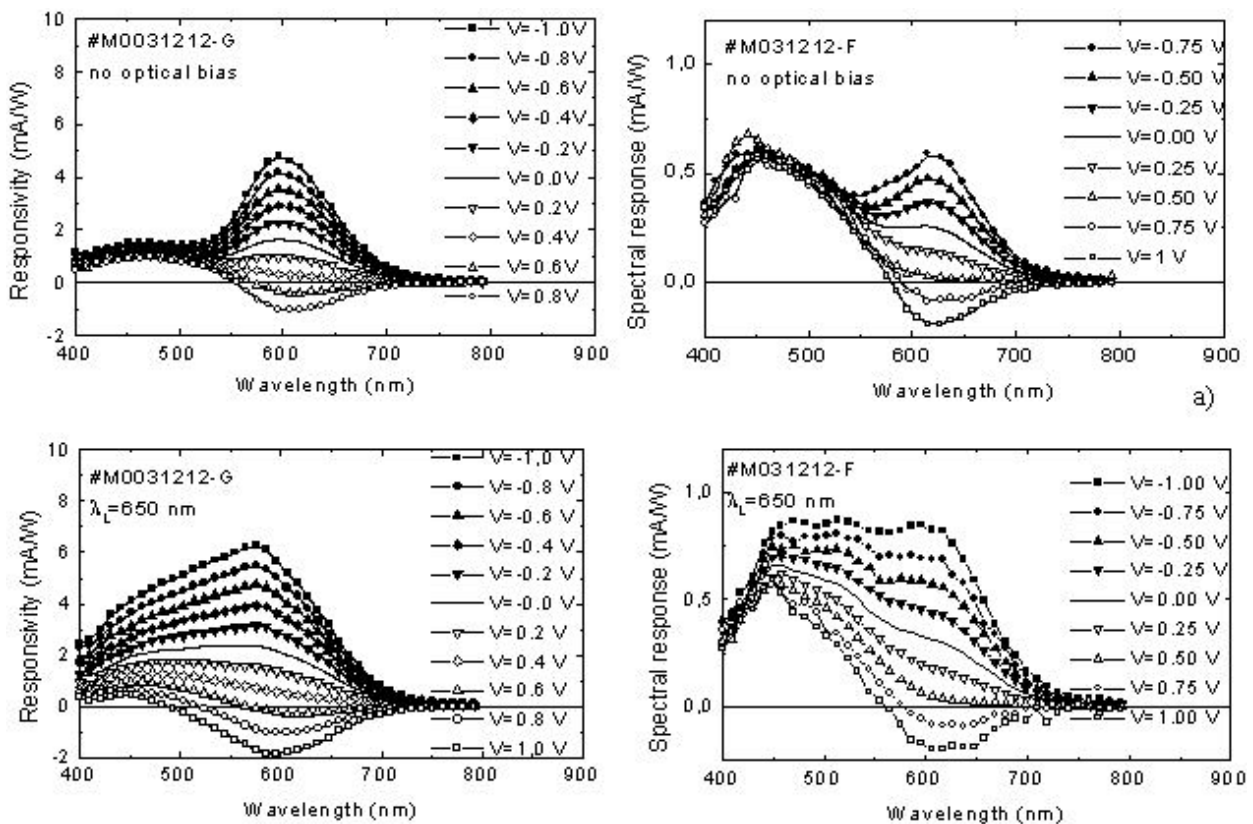 10
8
6
4
2
0
-2
400 500 600 700 800 900
Responsivity (mA/W)
Wavelength (nm)
#M0031212-G
no optical bias
V=-1.0V
V=-0.8V
V=-0.6V
V=-0.4V
V=-0.2V
V=0.0V
V=0.2V
V=0.4V
V=0.6V
V=0.8V
1,0
0.5
0.0
400 500 600 700 800 900
Spectral response (mA/W)
Wavelength (nm)
#M031212-F
no optical bias
V=-0.75 V
V=-0.50 V
V=-0.25 V
V=0.00 V
V=0.25 V
V=0.50 V
V=0.75 V
V=1 V
a)
10
8
6
4
2
0
-2
400 500 600 700 800 900
Responsivity (mA/W)
Wavelength (nm)
#M0031212-G
λL=650 nm
V=-1,0 V
V=-0.8 V
V=-0.6 V
V=-0.4 V
V=-0.2 V
V=-0.0 V
V=0.2 V
V=0.4 V
V=0.6 V
V=0.8 V
V=1,0 V
1,0
0.5
0,0
400 500 600 700 800 900
Spectral response (mA/W)
Wavelength (nm)
#M031212-F
λL=650 nm
V=-1.00 V
V=-0.75 V
V=-0.50 V
V=-0.25 V
V=0.00 V
V=0.25 V
V=0.50 V
V=0.75 V
V=1.00 V